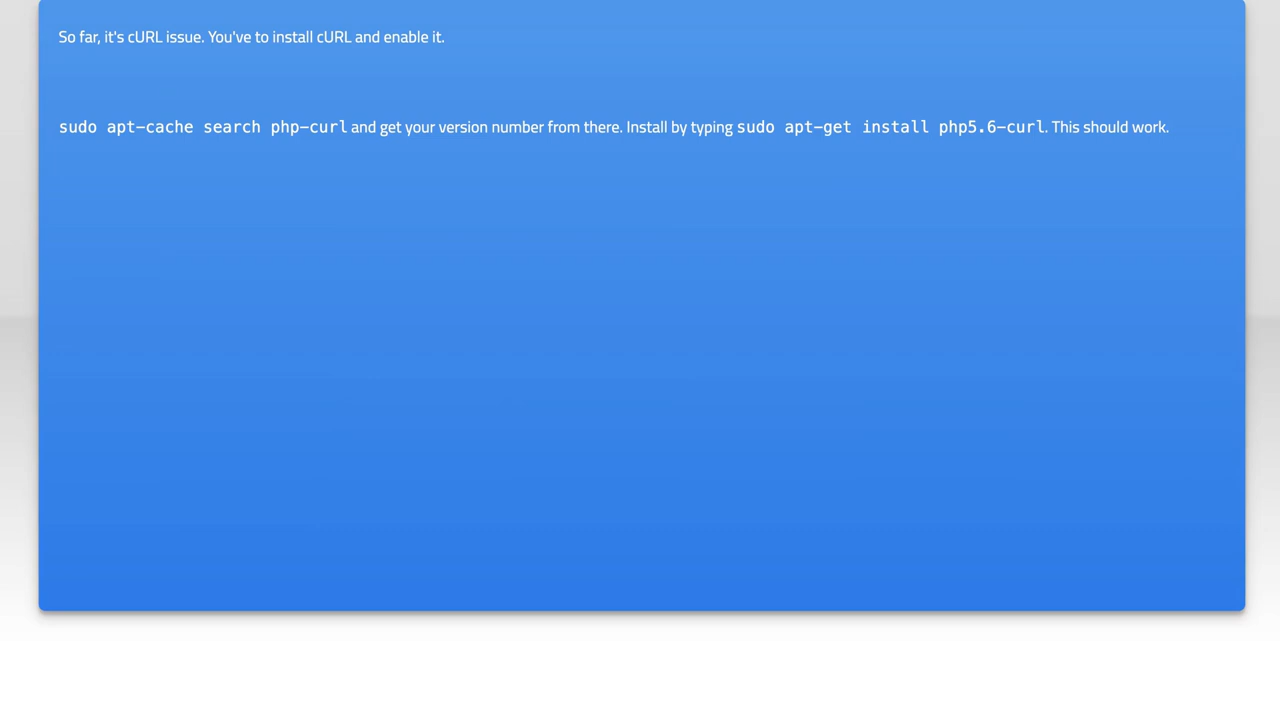 So far, it's cURL issue. You've to install cURL and enable it.
sudo apt-cache search php-curl and get your version number from there. Install by typing sudo apt-get install php5.6-curl. This should work.